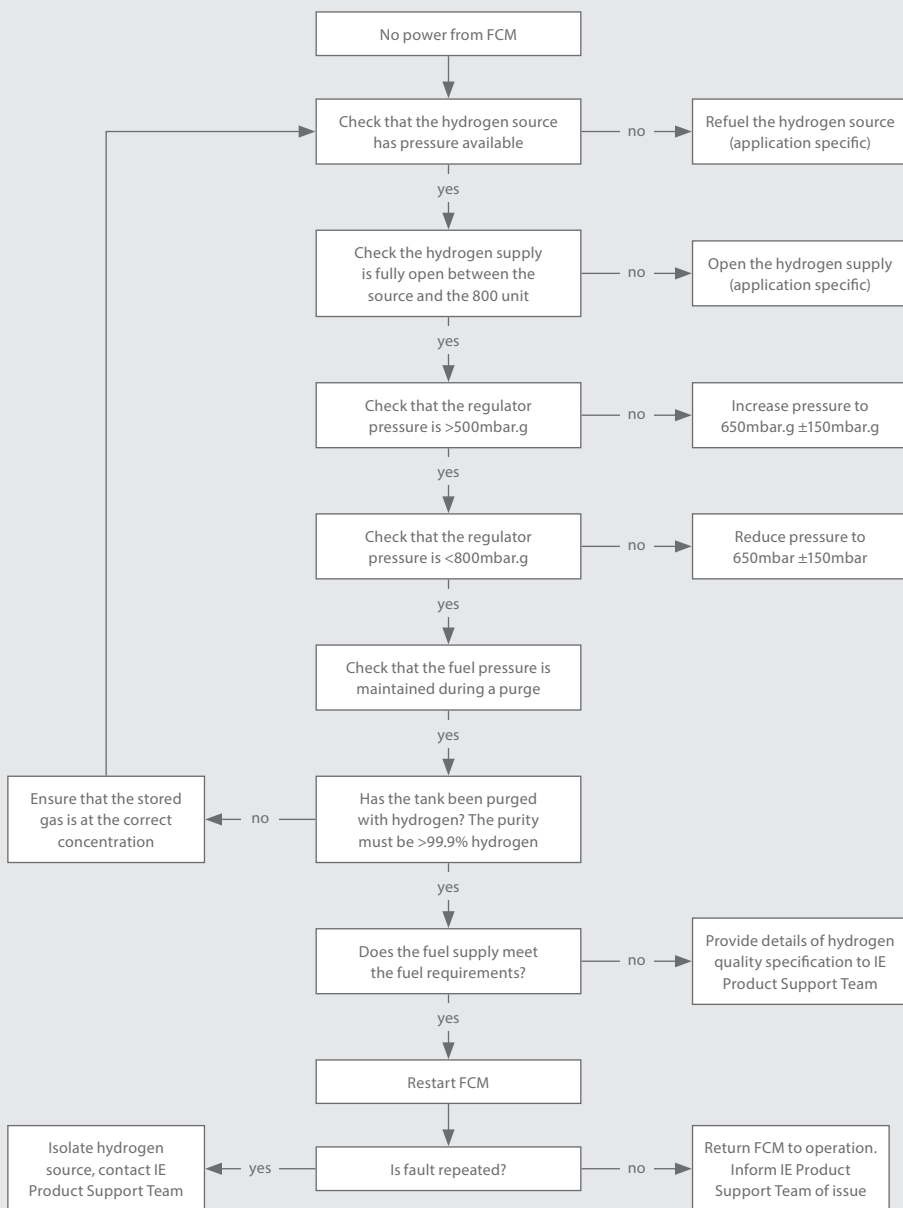 No power from FCM
Check that the hydrogen source
has pressure available
no
Refuel the hydrogen source
(application specific)
yes
Check the hydrogen supply
is fully open between the
source and the 800 unit
no
Open the hydrogen supply
(application specific)
yes
Check that the regulator
pressure is >500mbar.g
no
Increase pressure to
650mbar.g ±150mbar.g
yes
Check that the regulator
pressure is <800mbar.g
no
Reduce pressure to
650mbar ±150mbar
yes
Check that the fuel pressure is
maintained during a purge
yes
Ensure that the stored
gas is at the correct
concentration
no
Has the tank been purged
with hydrogen? The purity
must be >99.9% hydrogen
yes
Does the fuel supply meet
the fuel requirements?
no
Provide details of hydrogen
quality specification to IE
Product Support Team
yes
Restart FCM
Isolate hydrogen
source, contact IE
Product Support Team
yes
Is fault repeated?
no
Return FCM to operation.
Inform IE Product
Support Team of issue